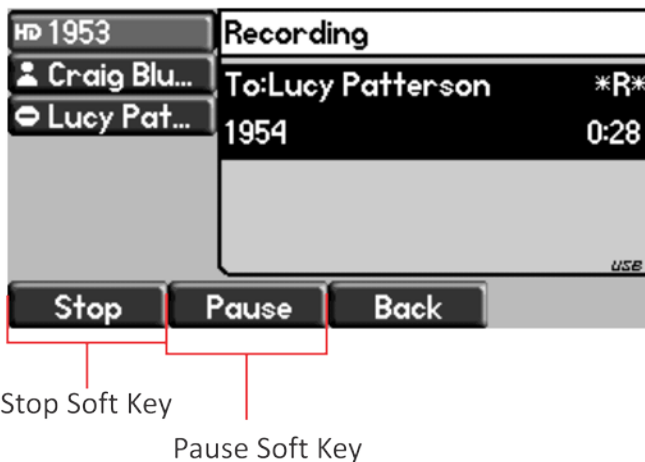 HD 1953
Craig Blu...
Lucy Pat...
Recording
To:Lucy Patterson *R*
1954 0:28
USB
Stop Pause Back
Stop Soft Key
Pause Soft Key